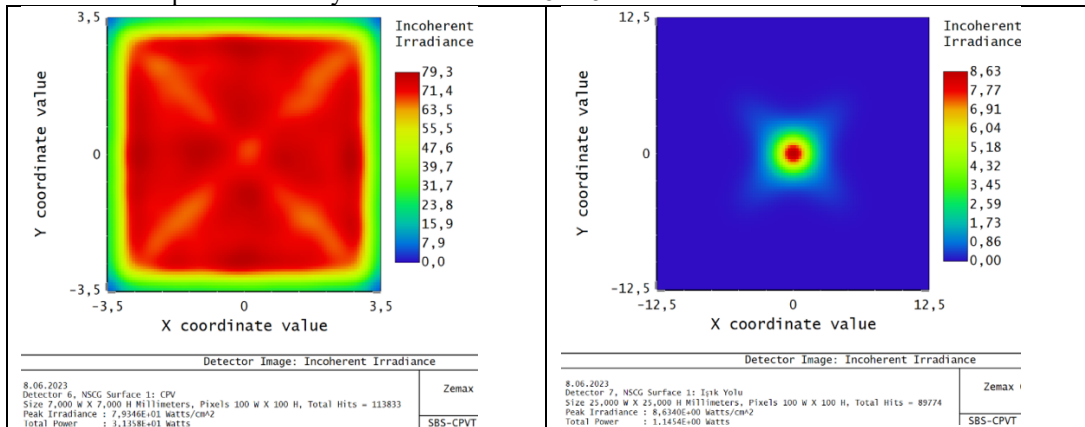 3,5
Incoherent
Irradiance
79,3
71,4
63,5
55,5
47,6
39,7
31,7
23,8
15,9
7,9
0,0
Y coordinate value
0
-3,5
-3,5
0
3,5
X coordinate value
Detector Image: Incoherent Irradiance
8.06.2023
Detector 6, NSCG Surface 1: CPV
Size 7,000 W X 7,000 H Millimeters, Pixels 100 W X 100 H, Total Hits = 113833
Peak Irradiance : 7,9346E+01 Watts/cm^2
Total Power : 3,1358E+01 Watts
Zemax
SBS-CPVT
12,5
Incoherent
Irradiance
8,63
7,77
6,91
6,04
5,18
4,32
3,45
2,59
1,73
0,86
0,00
Y coordinate value
0
-12,5
-12,5
0
12,5
X coordinate value
Detector Image: Incoherent Irradiance
8.06.2023
Detector 7, NSCG Surface 1: Işık Yolu
Size 25,000 W X 25,000 H Millimeters, Pixels 100 W X 100 H, Total Hits = 89774
Peak Irradiance : 8,6340E+00 Watts/cm^2
Total Power : 1,1454E+00 Watts
Zemax
SBS-CPVT